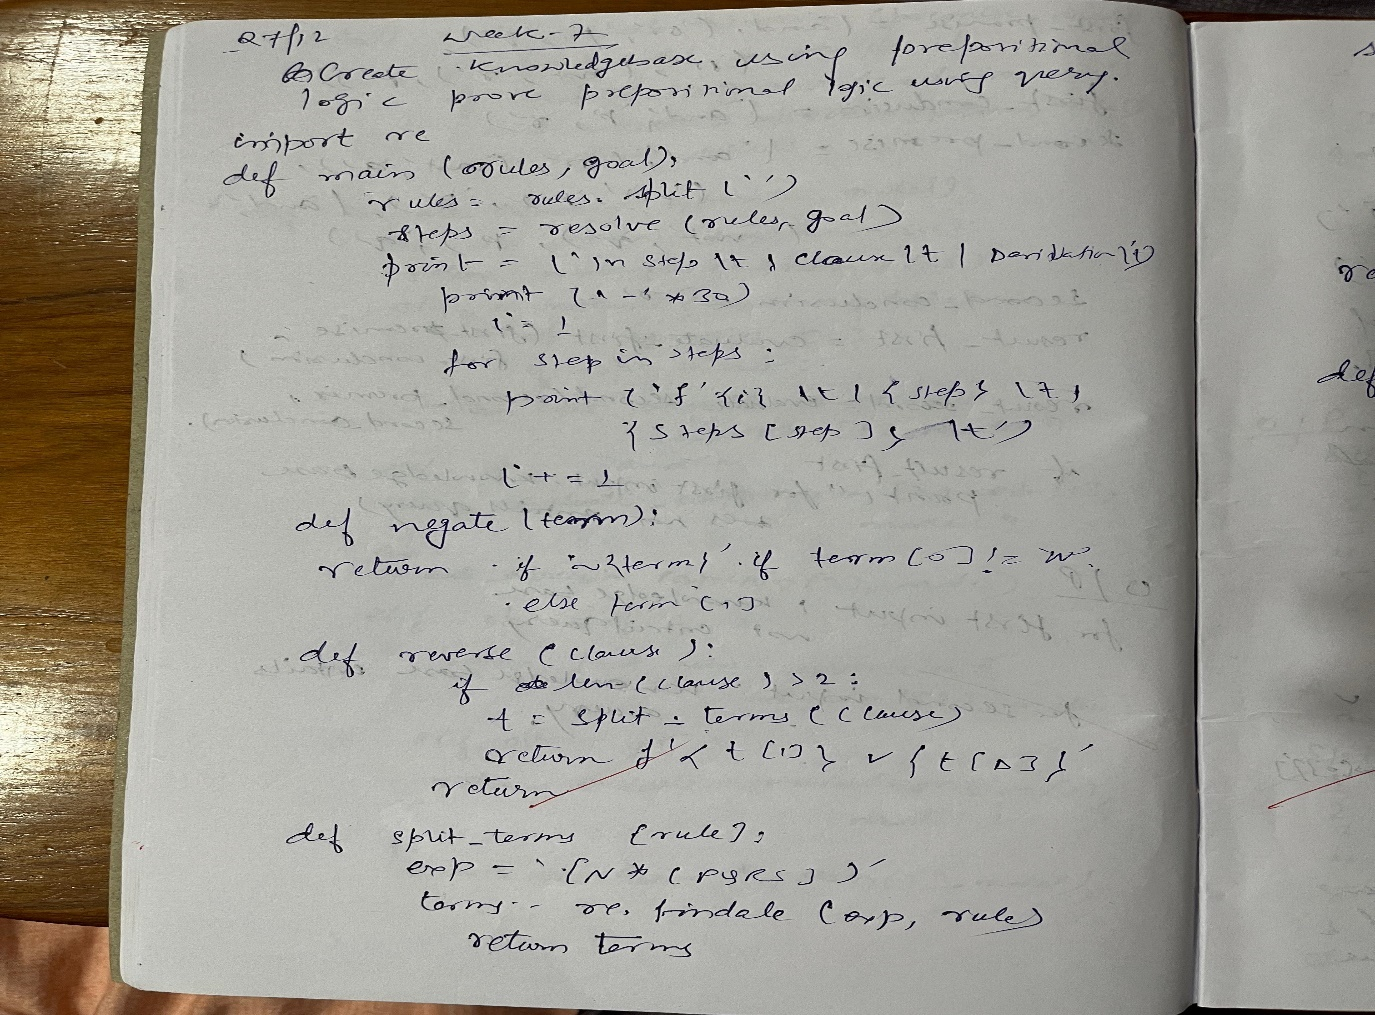 27/12 Week-7
Create Knowledgebase using prepositional
logic prove prepositional logic using query.
import re
def main (rules, goal):
rules = rules. split (' ')
steps = resolve (rules, goal)
print = ('\n step \t | clause \t | Derivation \t')
print ('-' * 30)
i = 1
for step in steps :
print (' f '{i} \t | {step} \t |
{steps [step]} \t')
i + = 1
def negate (term):
return f '~{term}' if term [0] ! = '~'
else term [1]
def reverse (clause ):
if len (clause ) > 2 :
t = split - terms (clause)
return f' { t [1]} v { t [0] }'
return
def split_terms (rule):
exp = ' (~ * [PQRS] )'
terms = re. findale (exp, rule)
return terms
def